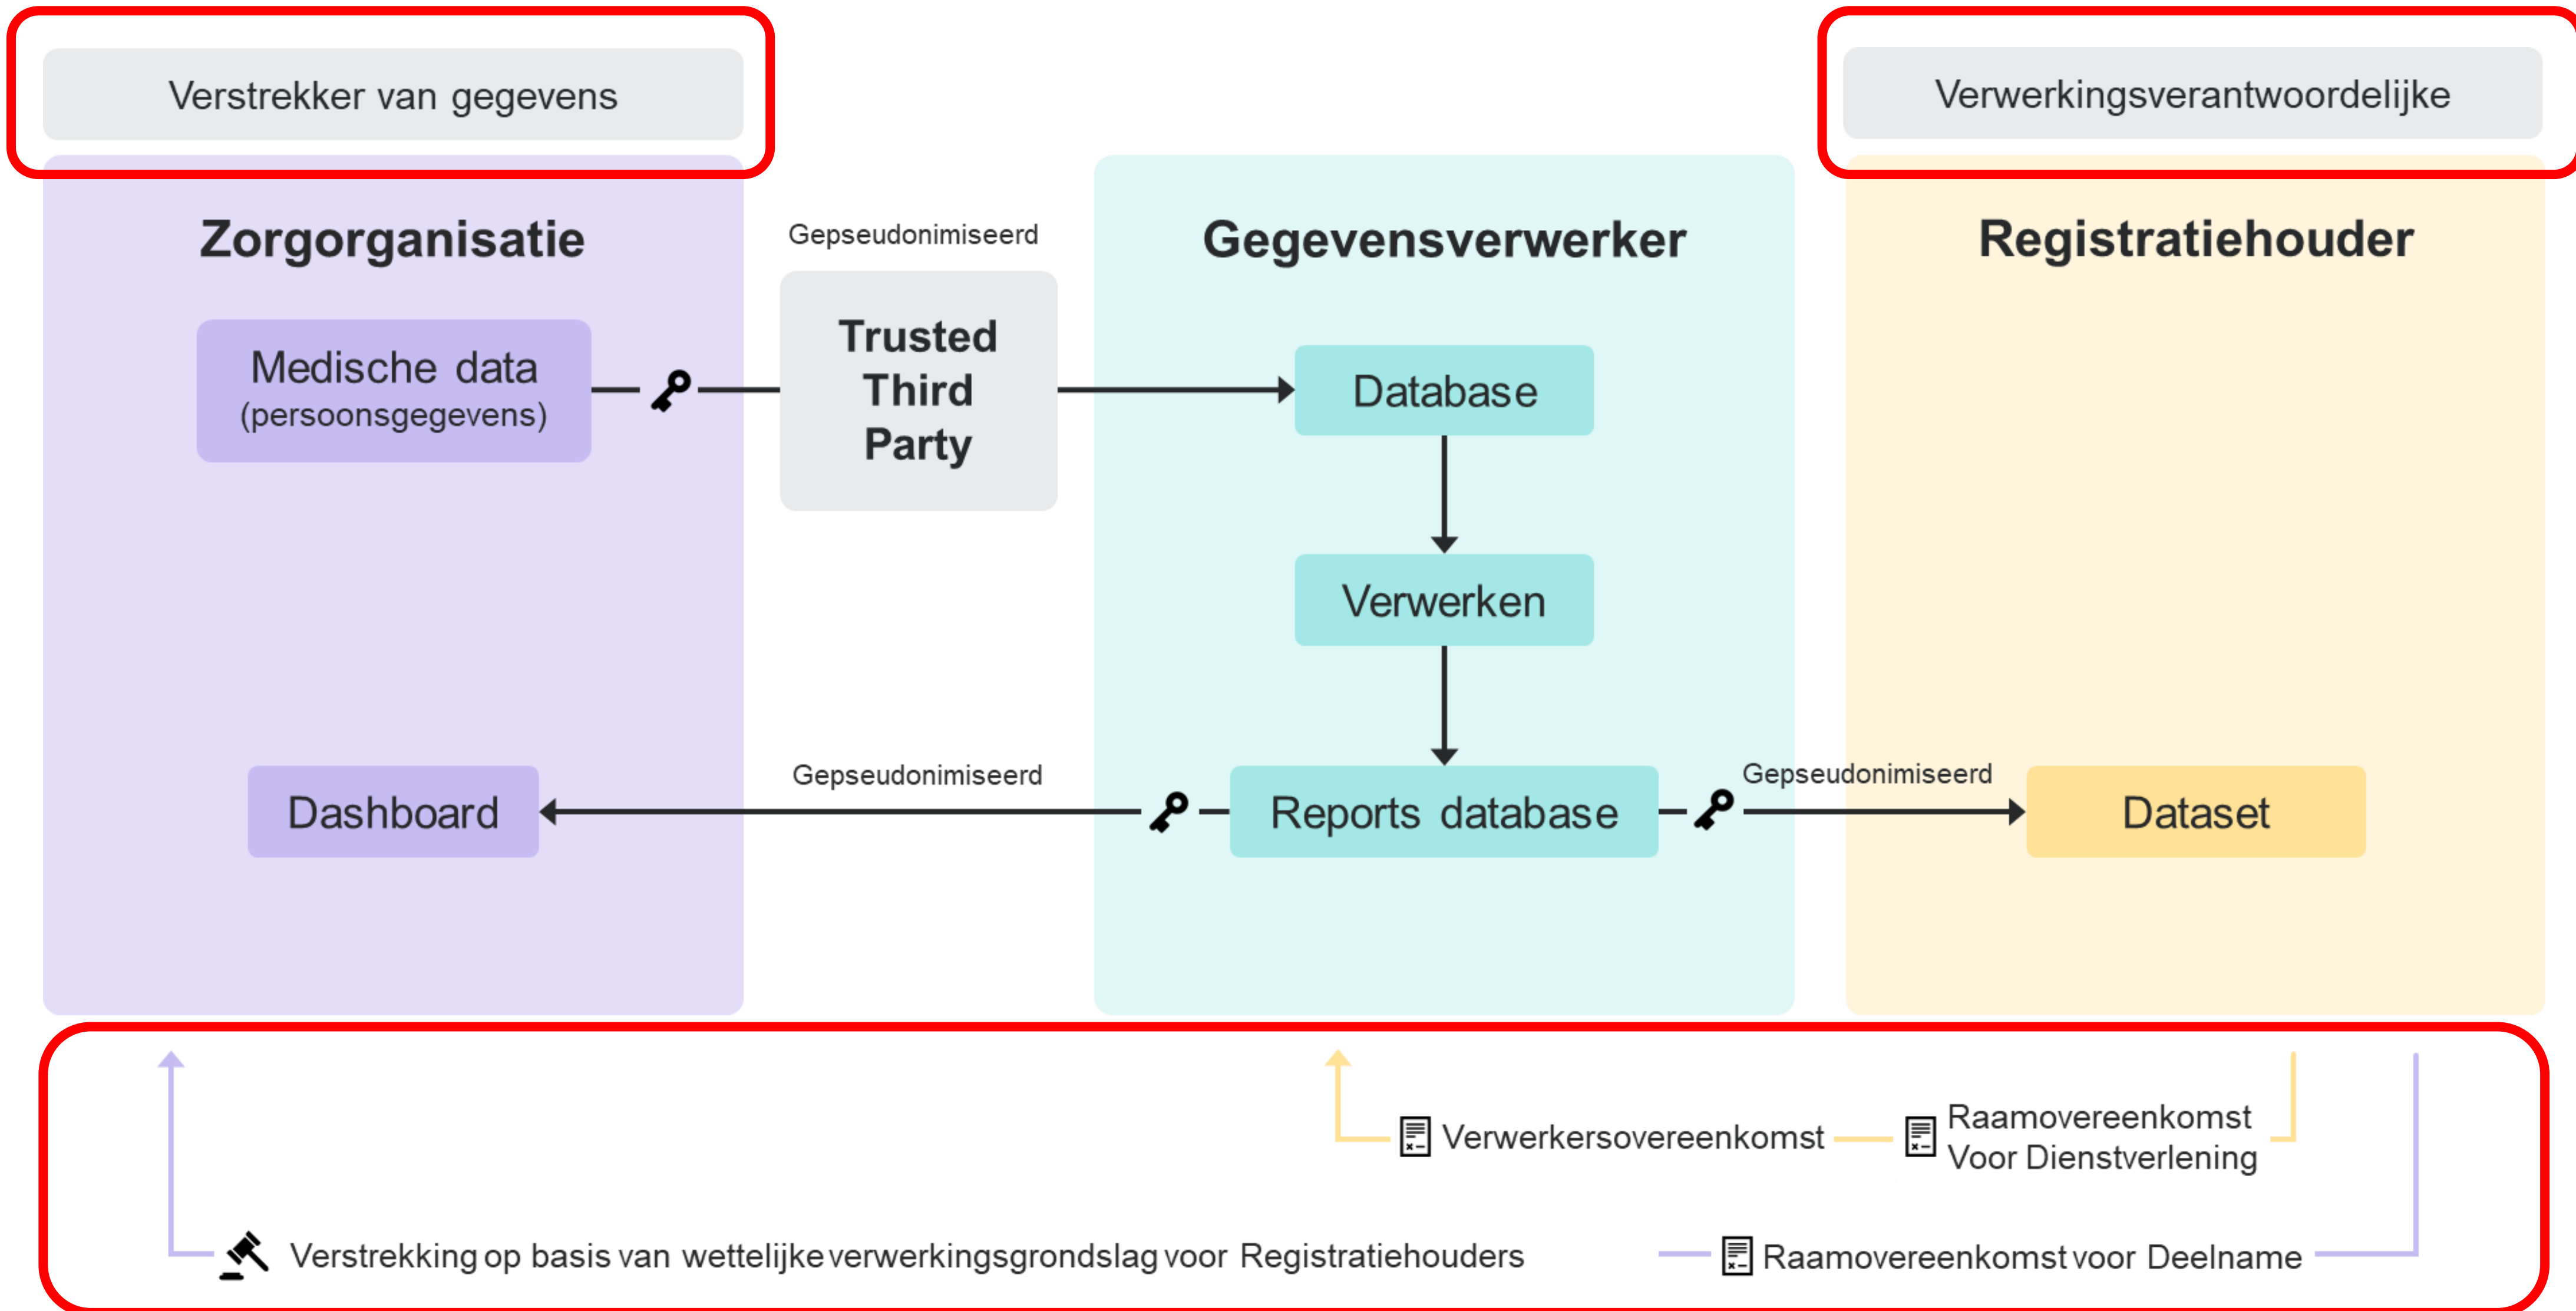 Verstrekker van gegevens
Verwerkingsverantwoordelijke
Zorgorganisatie
Gepseudonimiseerd
Gegevensverwerker
Registratiehouder
Medische data
(persoonsgegevens)
Trusted
Third
Party
Database
Verwerken
Dashboard
Gepseudonimiseerd
Reports database
Gepseudonimiseerd
Dataset
Verwerkersovereenkomst
Raamovereenkomst
Voor Dienstverlening
Verstrekking op basis van wettelijke verwerkingsgrondslag voor Registratiehouders
Raamovereenkomst voor Deelname